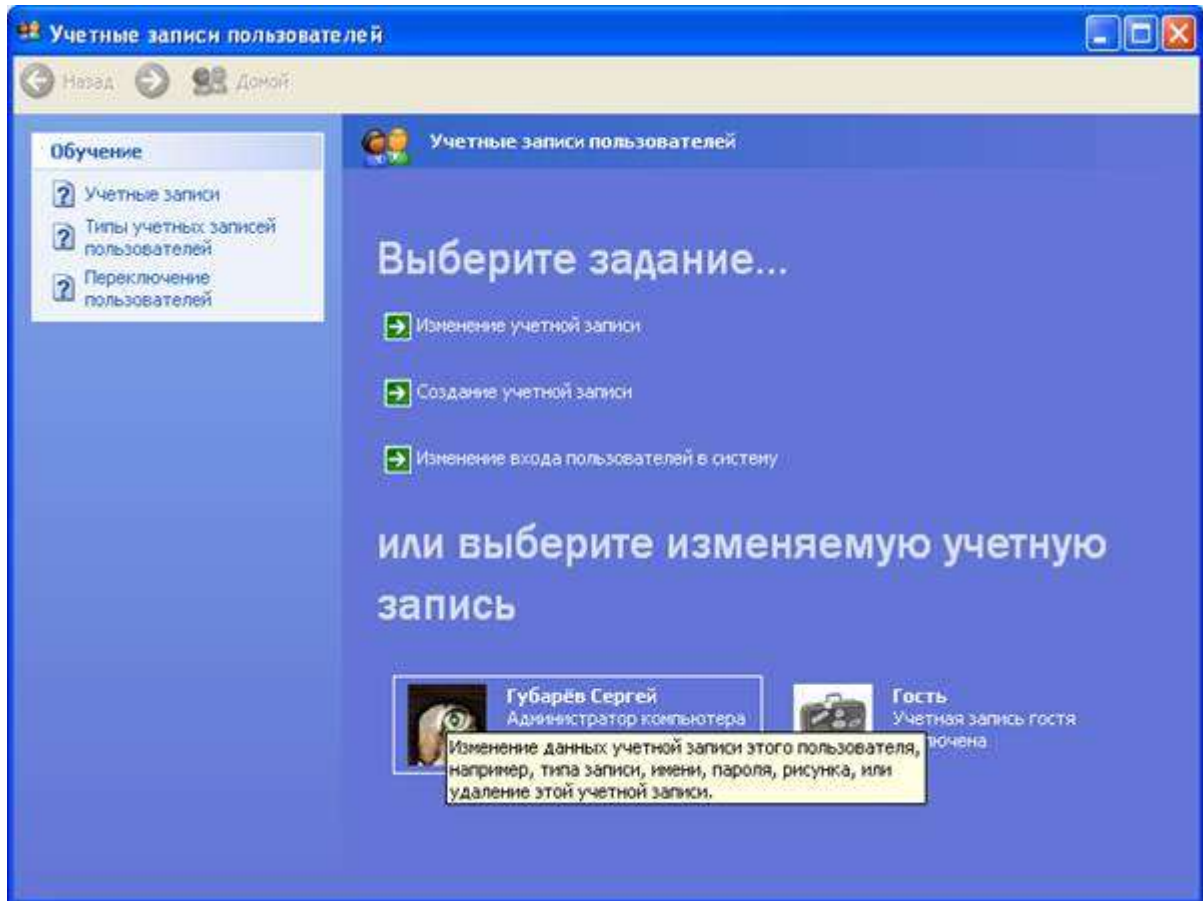 Учетные записи пользователей
Назад
Домой
Обучение
Учетные записи
Типы учетных записей
пользователей
Переключение
пользователей
Учетные записи пользователей
Выберите задание...
Изменение учетной записи
Создание учетной записи
Изменение входа пользователей в систему
или выберите изменяемую учетную
запись
Губарёв Сергей
Администратор компьютера
Гость
Учетная запись гостя
Изменение данных учетной записи этого пользователя,
например, типа записи, имени, пароля, рисунка, или
удаление этой учетной записи.